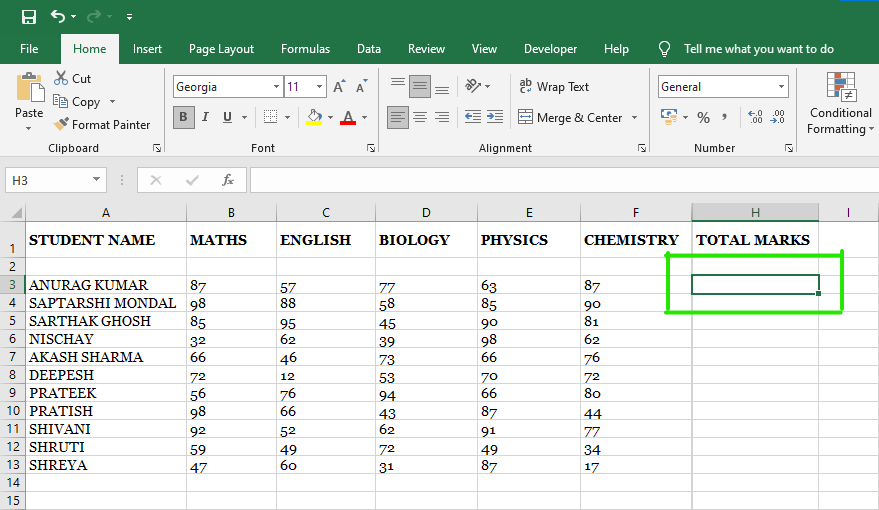 File Home Insert Page Layout Formulas Data Review View Developer Help Tell me what you want to do
Paste
Cut
Copy
Format Painter
Clipboard
Georgia 11 A A
B I U A
Font
ab Wrap Text
Merge & Center
Alignment
General
% , .00 .00
Number
Conditional
Formatting
H3 fx
A B C D E F H I
1 STUDENT NAME MATHS ENGLISH BIOLOGY PHYSICS CHEMISTRY TOTAL MARKS
2
3 ANURAG KUMAR 87 57 77 63 87
4 SAPTARSHI MONDAL 98 88 58 85 90
5 SARTHAK GHOSH 85 95 45 90 81
6 NISCHAY 32 62 39 98 62
7 AKASH SHARMA 66 46 73 66 76
8 DEEPESH 72 12 53 70 72
9 PRATEEK 56 76 94 66 80
10 PRATISH 98 66 43 87 44
11 SHIVANI 92 52 62 91 77
12 SHRUTI 59 49 72 49 34
13 SHREYA 47 60 31 87 17
14
15